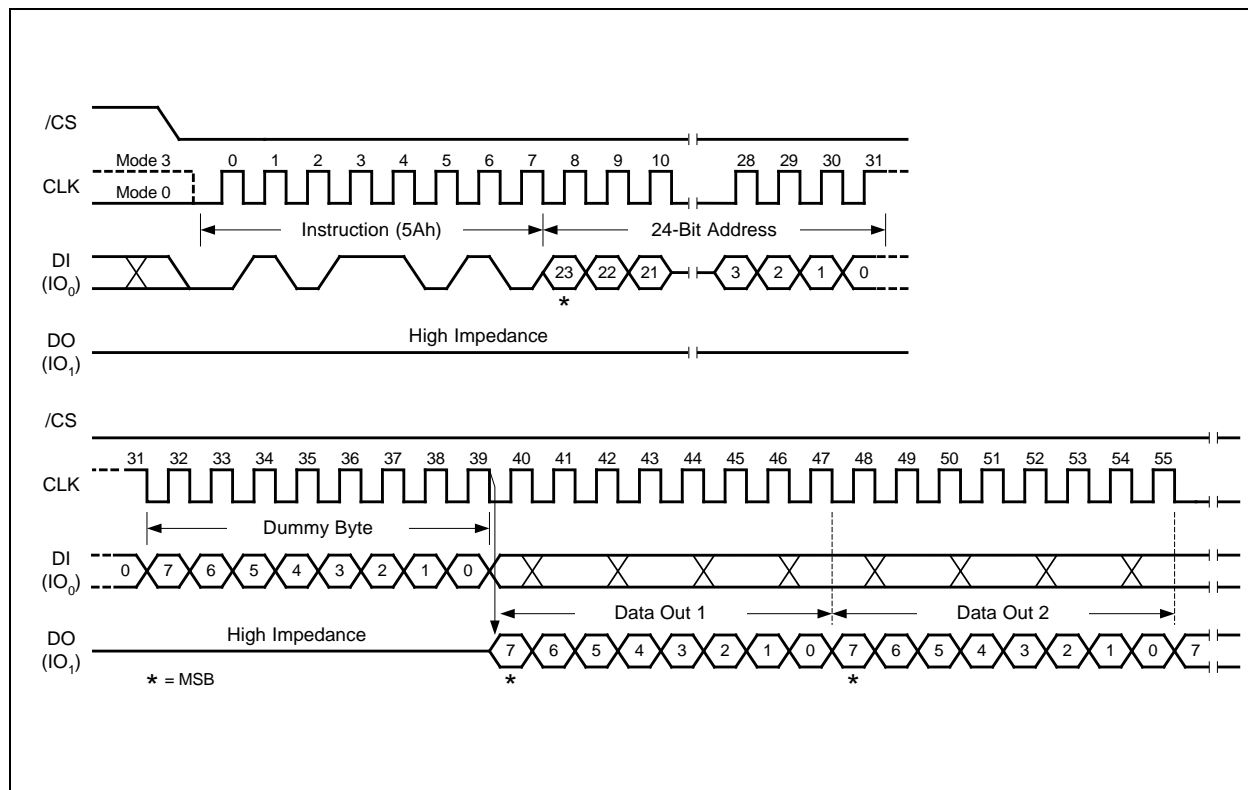 /CS
Mode 3 0 1 2 3 4 5 6 7 8 9 10 28 29 30 31
CLK
Mode 0
Instruction (5Ah) 24-Bit Address
DI
(IO0) 23 22 21 3 2 1 0
*
High Impedance
DO
(IO1)
/CS
31 32 33 34 35 36 37 38 39 40 41 42 43 44 45 46 47 48 49 50 51 52 53 54 55
CLK
Dummy Byte
DI
(IO0) 0 7 6 5 4 3 2 1 0
Data Out 1 Data Out 2
High Impedance
DO
(IO1) 7 6 5 4 3 2 1 0 7 6 5 4 3 2 1 0 7
* = MSB * *